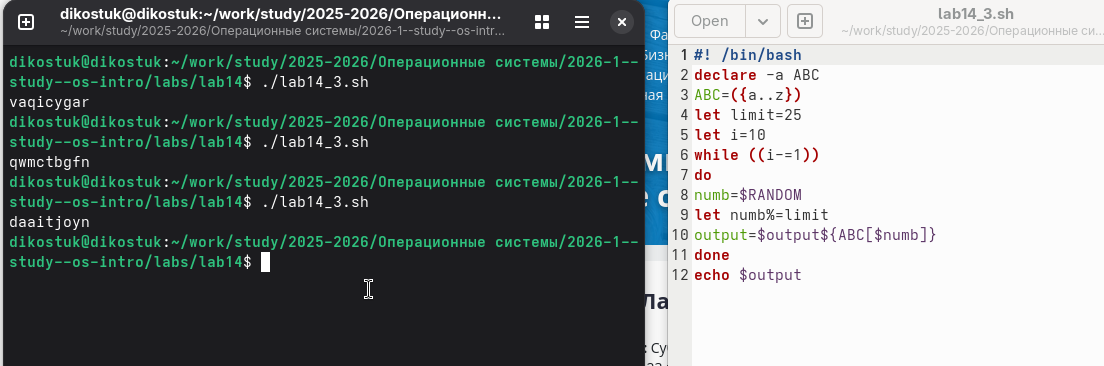 dikostuk@dikostuk:~/work/study/2025-2026/Операционн...
~/work/study/2025-2026/Операционные системы/2026-1--study--os-intr...
dikostuk@dikostuk:~/work/study/2025-2026/Операционные системы/2026-1--
study--os-intro/labs/lab14$ ./lab14_3.sh
vaqicygar
dikostuk@dikostuk:~/work/study/2025-2026/Операционные системы/2026-1--
study--os-intro/labs/lab14$ ./lab14_3.sh
qwmctbgfn
dikostuk@dikostuk:~/work/study/2025-2026/Операционные системы/2026-1--
study--os-intro/labs/lab14$ ./lab14_3.sh
daaitjoyn
dikostuk@dikostuk:~/work/study/2025-2026/Операционные системы/2026-1--
study--os-intro/labs/lab14$
Open
lab14_3.sh
~/work/study/2025-2026/Операционные си...
1 #! /bin/bash
2 declare -a ABC
3 ABC=({a..z})
4 let limit=25
5 let i=10
6 while ((i-=1))
7 do
8 numb=$RANDOM
9 let numb%=limit
10 output=$output${ABC[$numb]}
11 done
12 echo $output